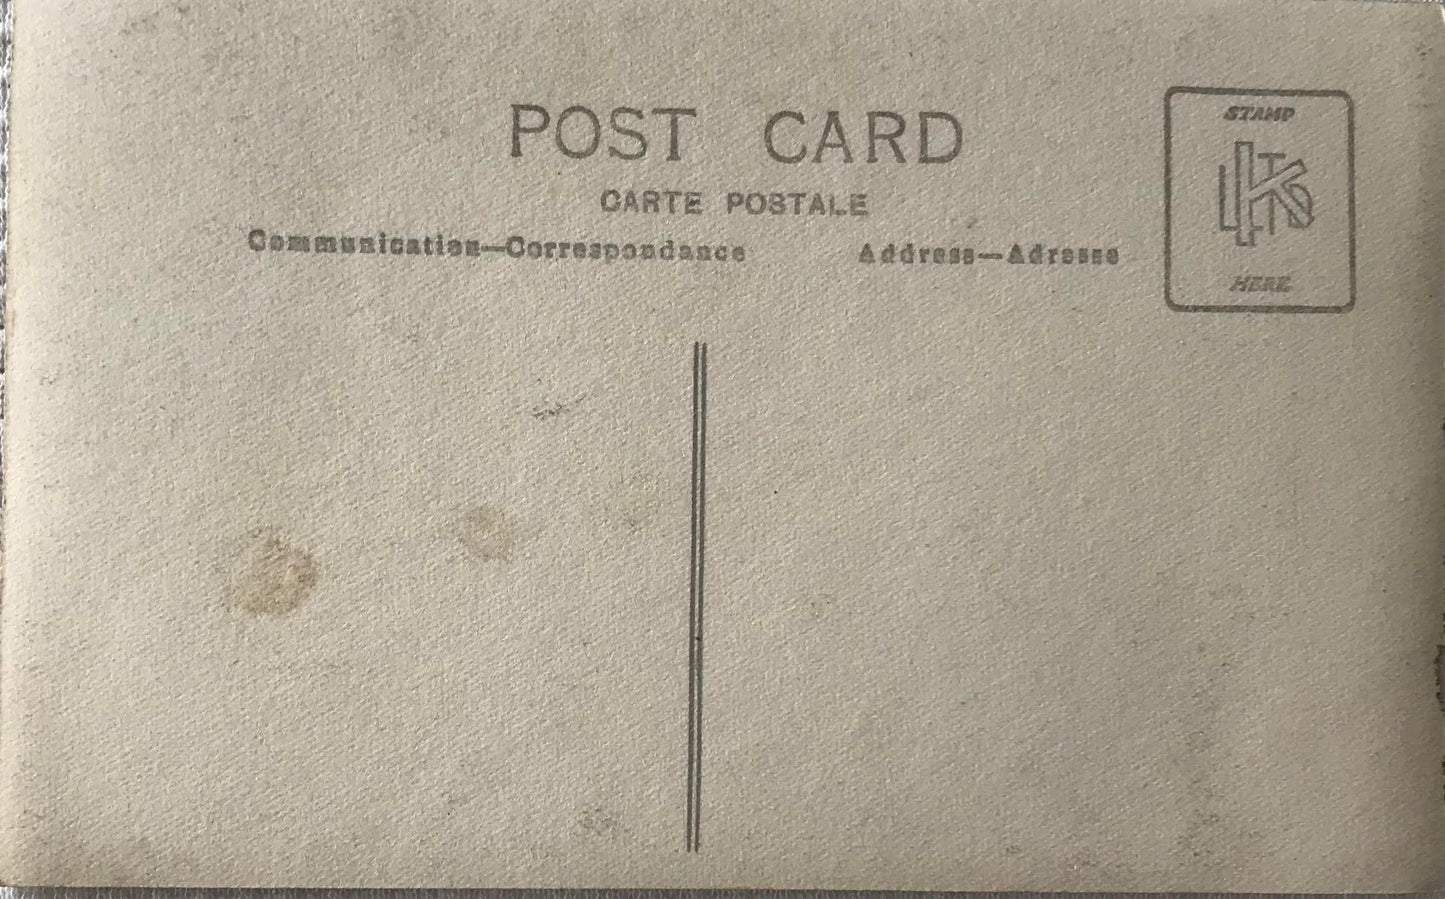 POST CARD
CARTE POSTALE
Communication—Correspondance
Address—Adresse
STAMP
HERE